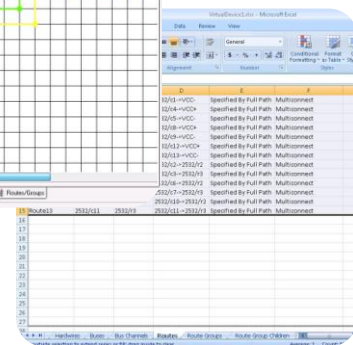 VirtualDevice1.xlsx - Microsoft Excel
Data Review View
General
Conditional Format
Formatting as Table
Alignment Number Styles
D E F
32/c1->VCC- Specified By Full Path Multiconnect
32/c4->VCC+ Specified By Full Path Multiconnect
32/c5->VCC- Specified By Full Path Multiconnect
32/c8->VCC+ Specified By Full Path Multiconnect
32/c9->VCC- Specified By Full Path Multiconnect
32/c12->VCC+ Specified By Full Path Multiconnect
32/c13->VCC- Specified By Full Path Multiconnect
32/c2->2532/r2 Specified By Full Path Multiconnect
32/c3->2532/r3 Specified By Full Path Multiconnect
32/c6->2532/r2 Specified By Full Path Multiconnect
2532/c7->2532/r3 Specified By Full Path Multiconnect
2532/c10->2532/r2 Specified By Full Path Multiconnect
Routes/Groups
15 Route13 2532/c11 2532/r3 2532/c11->2532/r3 Specified By Full Path Multiconnect
16
17
18
19
20
21
22
23
24
25
26
27
Hardwires Buses Bus Channels Routes Route Groups Route Group Children